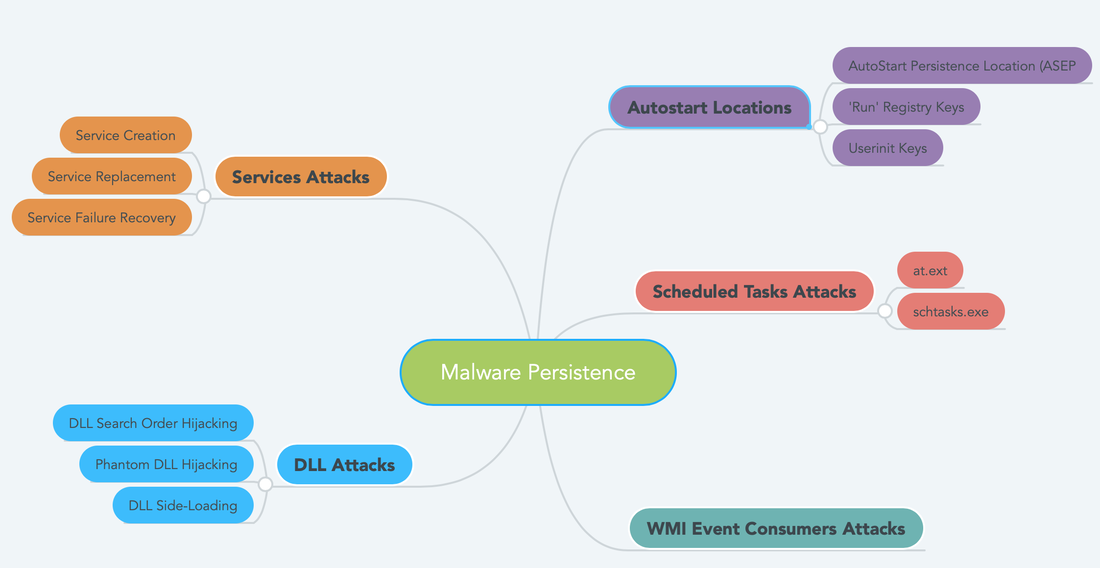 Malware Persistence
Autostart Locations
AutoStart Persistence Location (ASEP
'Run' Registry Keys
Userinit Keys
Scheduled Tasks Attacks
at.ext
schtasks.exe
WMI Event Consumers Attacks
Services Attacks
Service Creation
Service Replacement
Service Failure Recovery
DLL Attacks
DLL Search Order Hijacking
Phantom DLL Hijacking
DLL Side-Loading